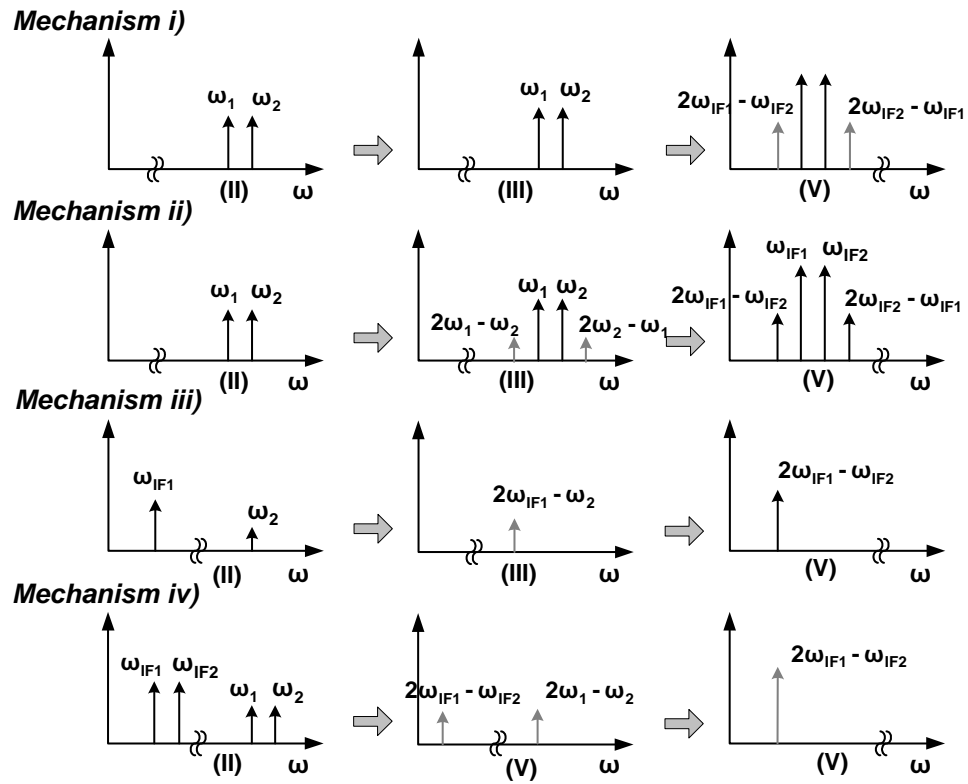 Mechanism i)
ω1 ω2
ω1 ω2
2ωIF1 - ωIF2 2ωIF2 - ωIF1
(II) ω
(III) ω
(V) ω
Mechanism ii)
ω1 ω2
2ω1 - ω2 ω1 ω2 2ω2 - ω1
ωIF1 ωIF2
2ωIF1 - ωIF2 2ωIF2 - ωIF1
(II) ω
(III) ω
(V) ω
Mechanism iii)
ωIF1 ω2
2ωIF1 - ω2
2ωIF1 - ωIF2
(II) ω
(III) ω
(V) ω
Mechanism iv)
ωIF1 ωIF2 ω1 ω2
2ωIF1 - ωIF2 2ω1 - ω2
2ωIF1 - ωIF2
(II) ω
(V) ω
(V) ω